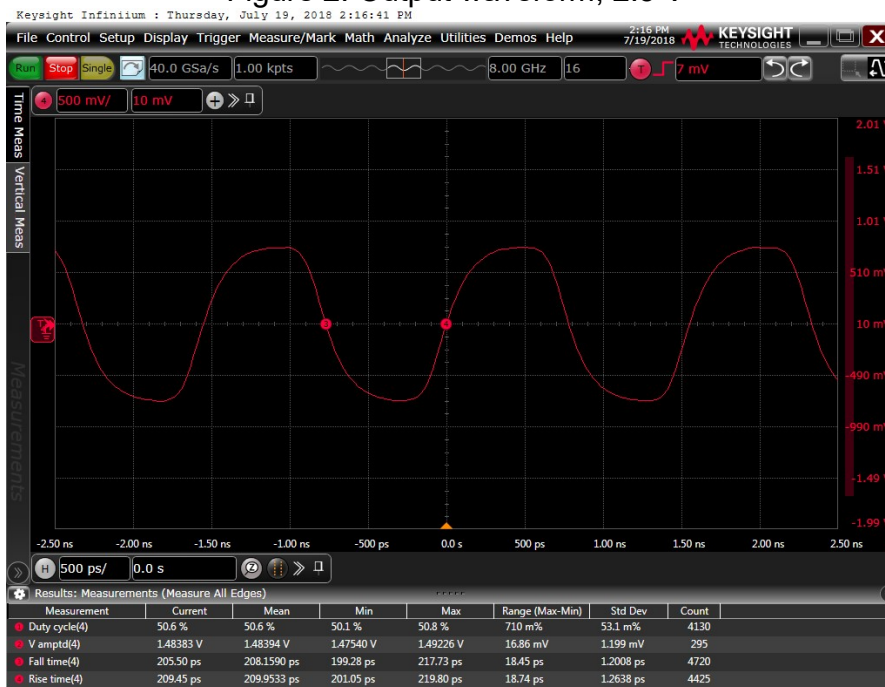 Keysight Infiniium : Thursday, July 19, 2018 2:16:41 PM
File Control Setup Display Trigger Measure/Mark Math Analyze Utilities Demos Help 2:16 PM 7/19/2018 KEYSIGHT TECHNOLOGIES
Run Stop Single 40.0 GSa/s 1.00 kpts 8.00 GHz 16 T 7 mV
4 500 mV/ 10 mV
Time Meas
Vertical Meas
Measurements
2.01
1.51
1.01
510 m
10 m
-490 m
-990 m
-1.49
-1.99
T
3 4
-2.50 ns -2.00 ns -1.50 ns -1.00 ns -500 ps 0.0 s 500 ps 1.00 ns 1.50 ns 2.00 ns 2.50 ns
H 500 ps/ 0.0 s
Results: Measurements (Measure All Edges)
Measurement Current Mean Min Max Range (Max-Min) Std Dev Count
Duty cycle(4) 50.6 % 50.6 % 50.1 % 50.8 % 710 m% 53.1 m% 4130
V amptd(4) 1.48383 V 1.48394 V 1.47540 V 1.49226 V 16.86 mV 1.199 mV 295
Fall time(4) 205.50 ps 208.1590 ps 199.28 ps 217.73 ps 18.45 ps 1.2008 ps 4720
Rise time(4) 209.45 ps 209.9533 ps 201.05 ps 219.80 ps 18.74 ps 1.2638 ps 4425